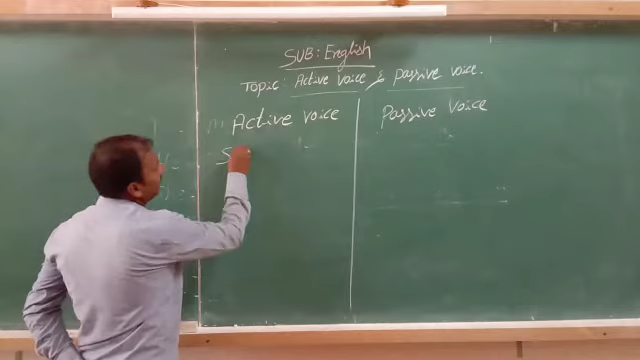 SUB: English
Topic: Active voice & passive voice.
Active voice
Passive Voice
S